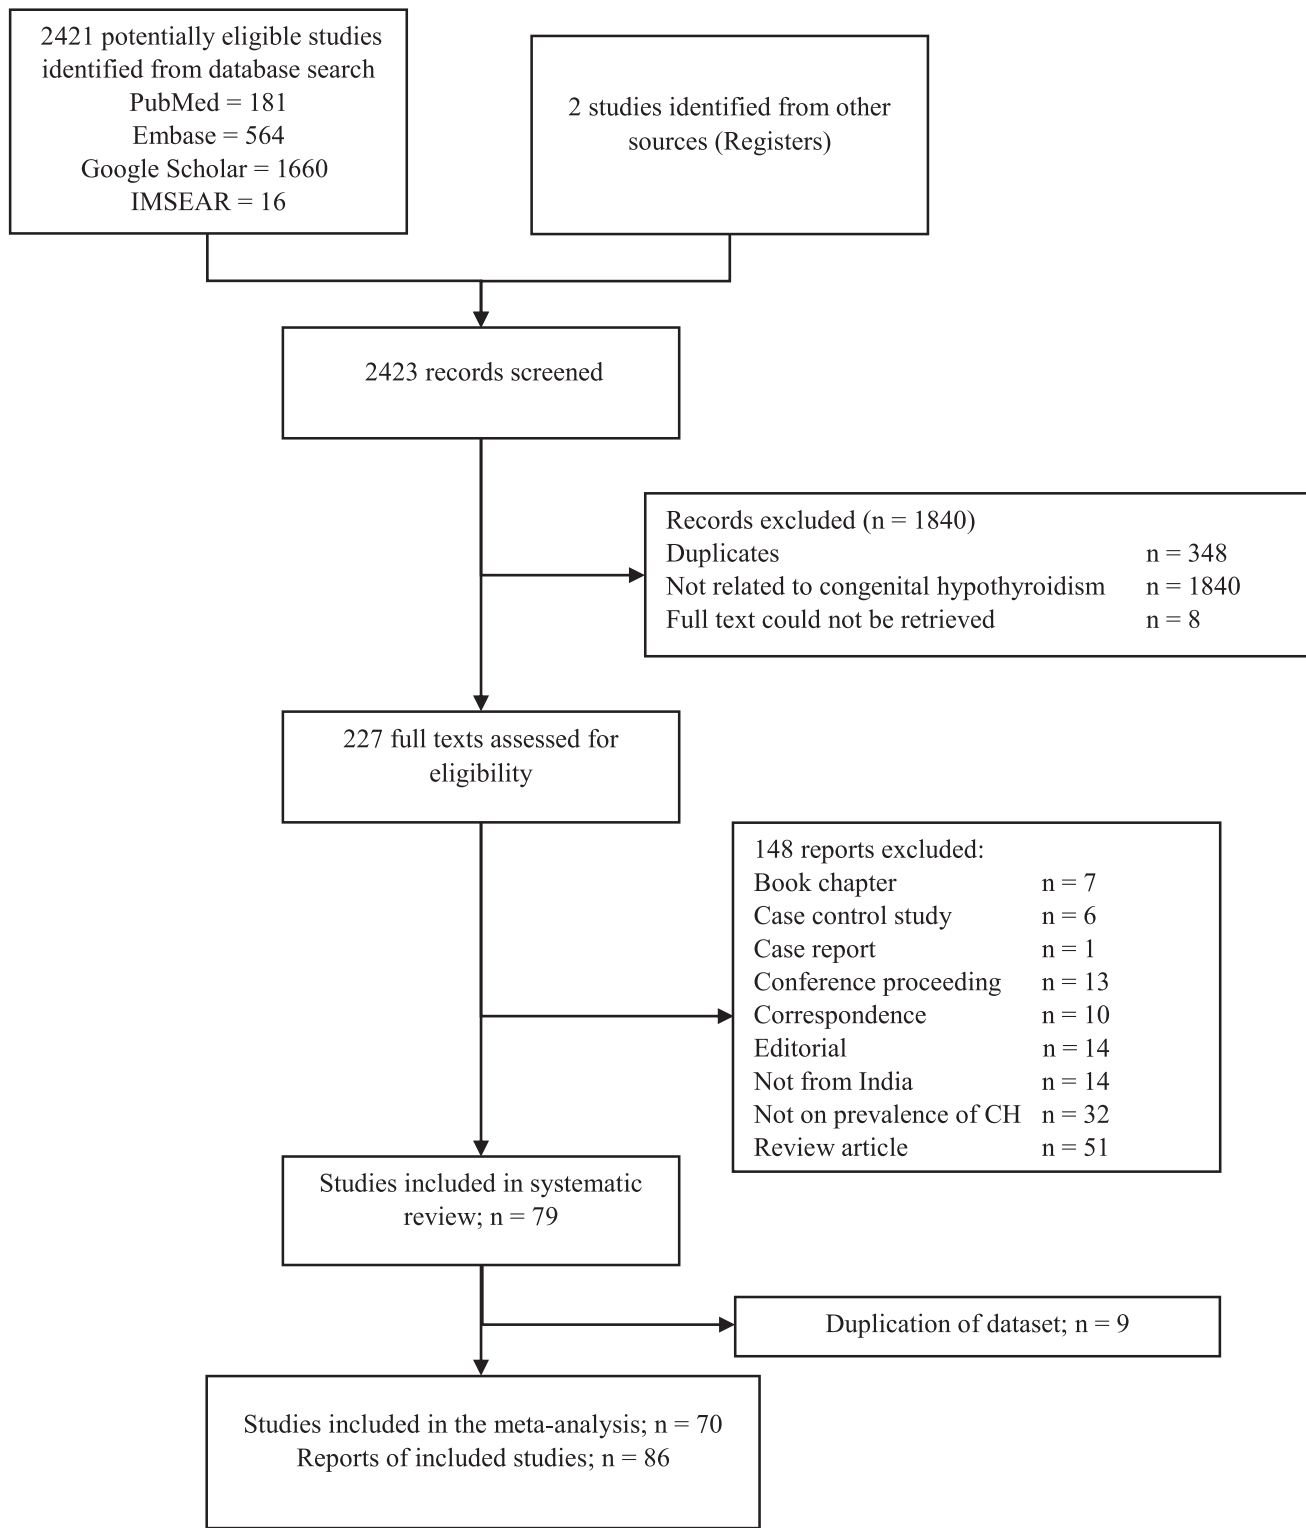 2421 potentially eligible studies
identified from database search
PubMed = 181
Embase = 564
Google Scholar = 1660
IMSEAR = 16
2 studies identified from other
sources (Registers)
2423 records screened
Records excluded (n = 1840)
Duplicates n = 348
Not related to congenital hypothyroidism n = 1840
Full text could not be retrieved n = 8
227 full texts assessed for
eligibility
148 reports excluded:
Book chapter n = 7
Case control study n = 6
Case report n = 1
Conference proceeding n = 13
Correspondence n = 10
Editorial n = 14
Not from India n = 14
Not on prevalence of CH n = 32
Review article n = 51
Studies included in systematic
review; n = 79
Duplication of dataset; n = 9
Studies included in the meta-analysis; n = 70
Reports of included studies; n = 86